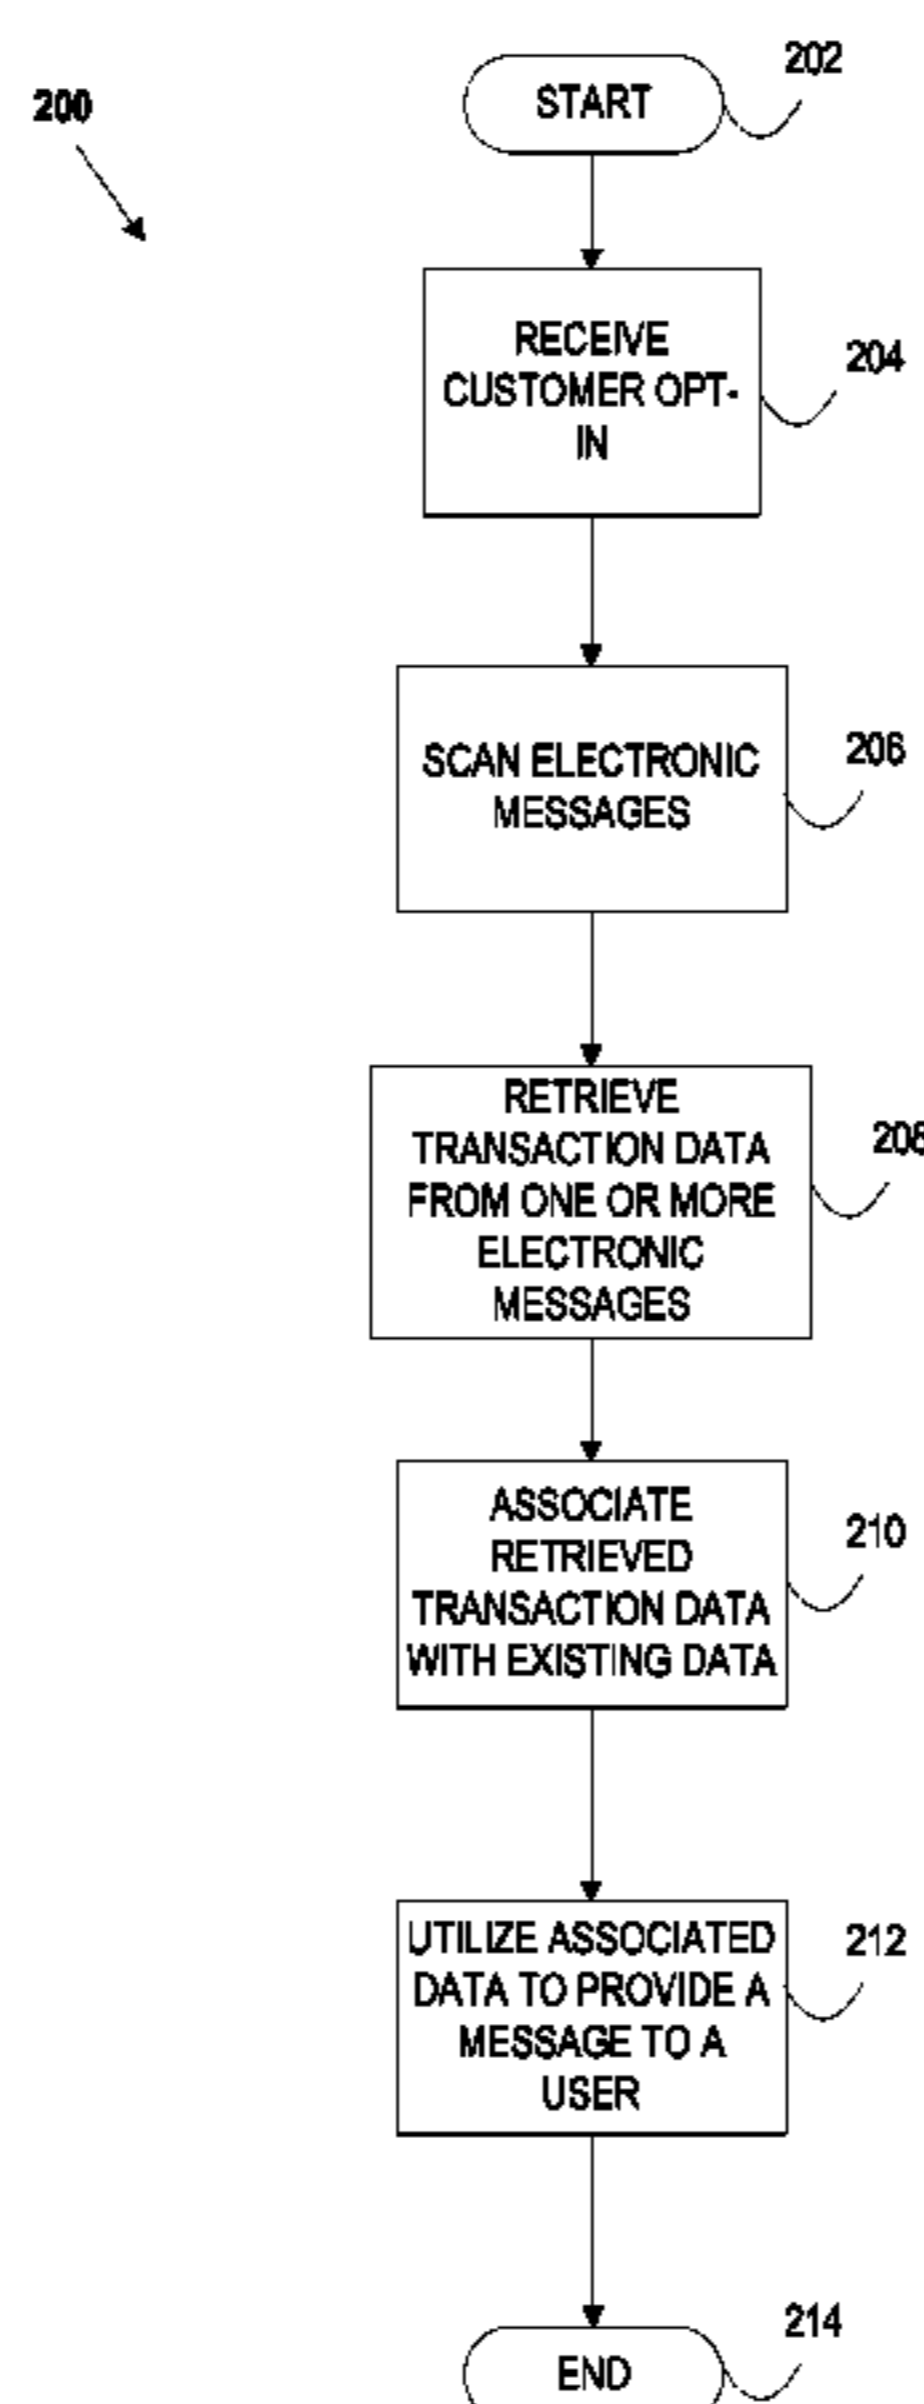 202
200
START
RECEIVE
204
CUSTOMER OPT-
IN
206
SCAN ELECTRONIC
MESSAGES
RETRIEVE
208
TRANSACTION DATA
FROM ONE OR MORE
ELECTRONIC
MESSAGES
ASSOCIATE
210
RETRIEVED
TRANSACTION DATA
WITH EXISTING DATA
UTILIZE ASSOCIATED
212
DATA TO PROVIDE A
MESSAGE TO A
USER
214
END